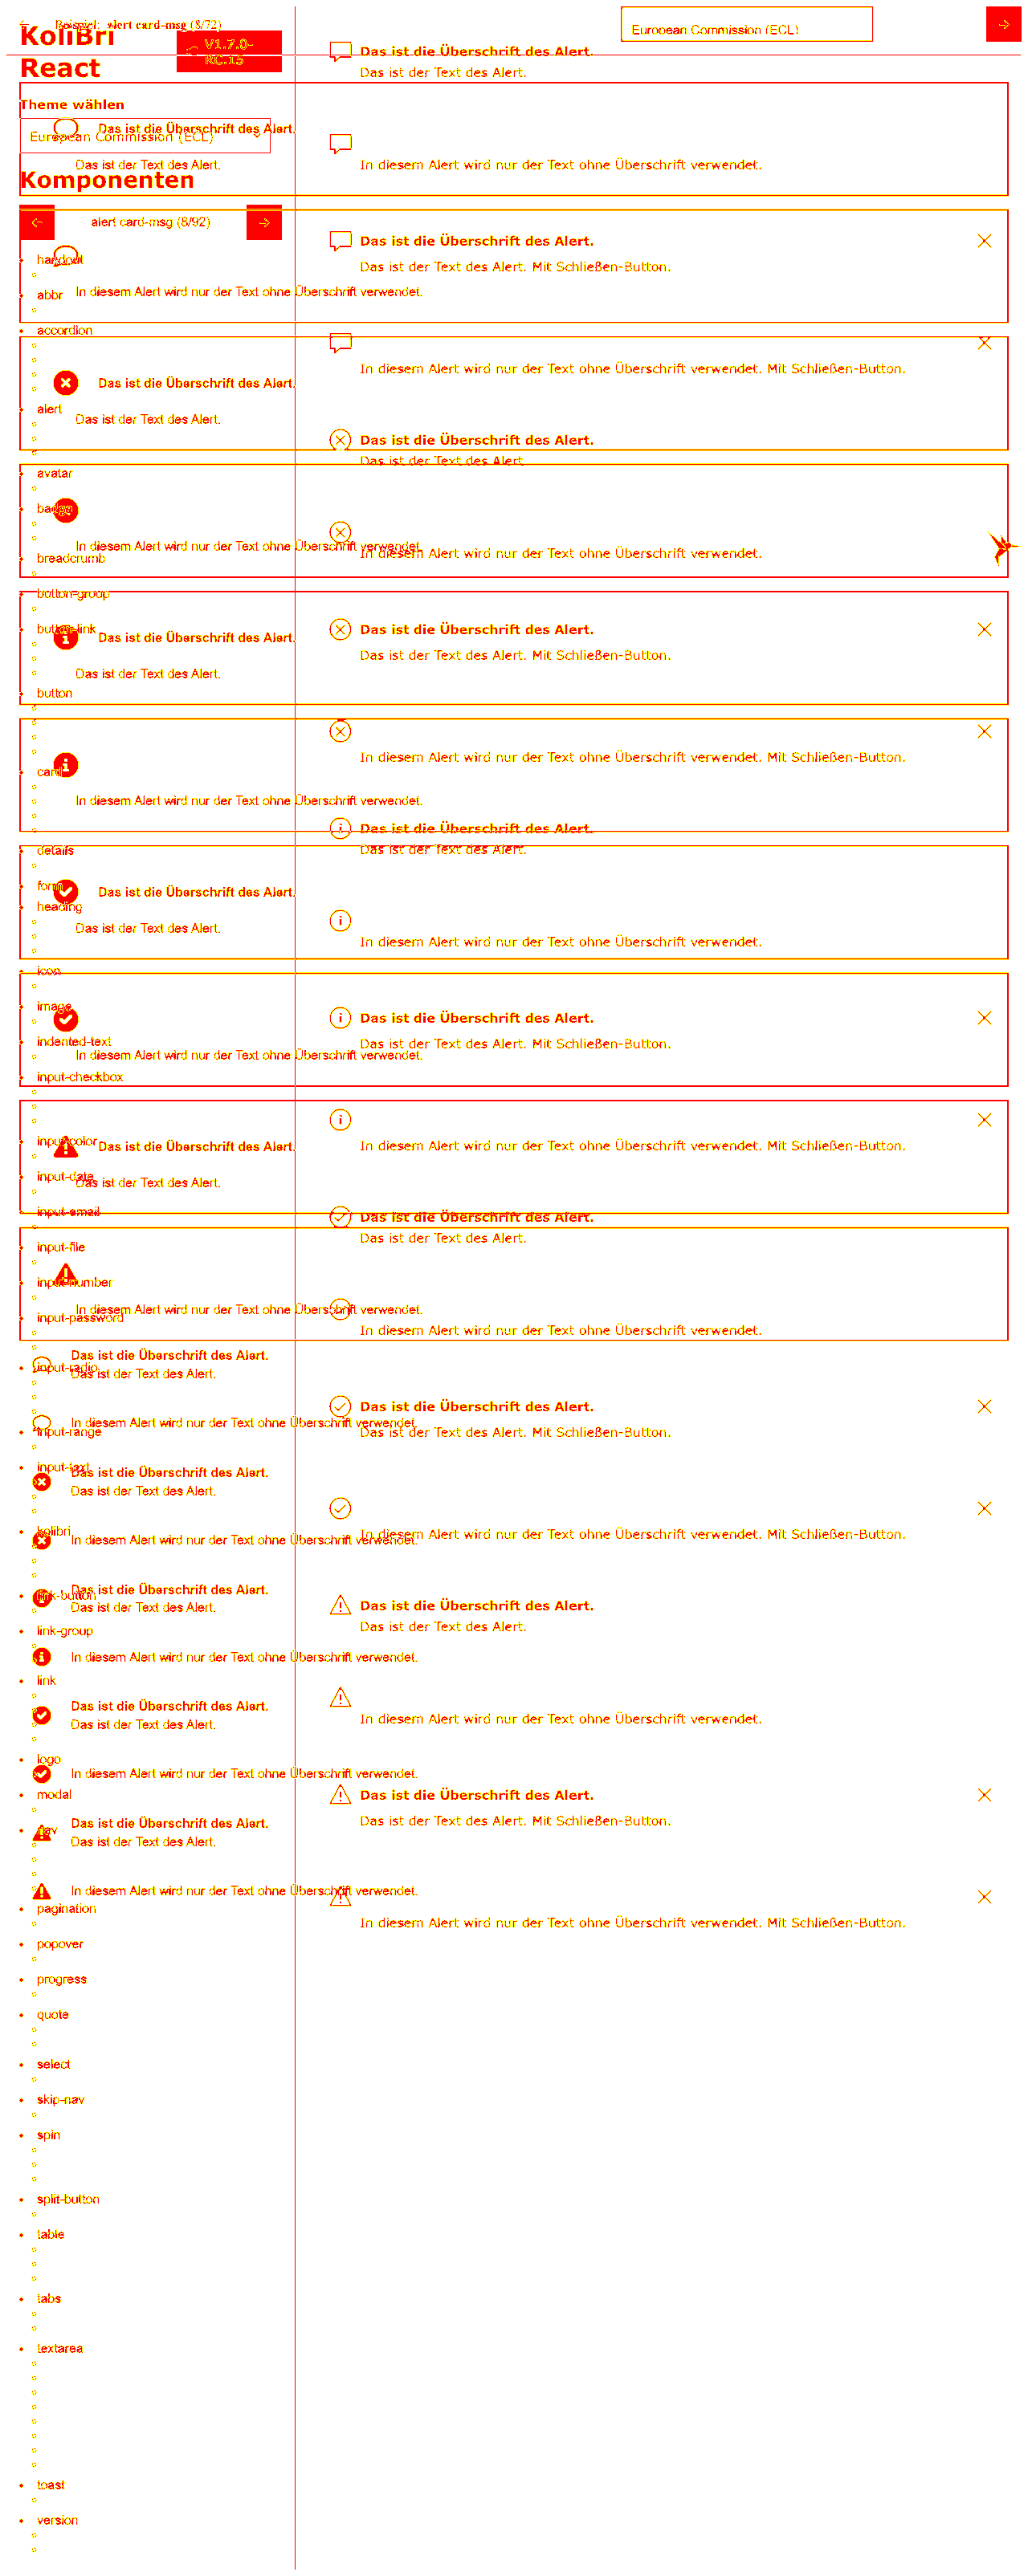 Beispiel: alert card-msg (8/72)
European Commission (ECL)
KoliBri
React
V1.7.0-
RC.15
Theme wählen
European Commission (ECL)
Komponenten
alert card-msg (8/92)
handout
abbr
accordion
alert
avatar
badge
breadcrumb
button-group
button-link
button
card
details
form
heading
icon
image
indented-text
input-checkbox
input-color
input-date
input-email
input-file
input-number
input-password
input-radio
input-range
input-text
kolibri
link-button
link-group
link
logo
modal
nav
pagination
popover
progress
quote
select
skip-nav
spin
split-button
table
tabs
textarea
toast
version
Das ist die Überschrift des Alert.
Das ist der Text des Alert.
In diesem Alert wird nur der Text ohne Überschrift verwendet.
Das ist die Überschrift des Alert.
Das ist der Text des Alert.
In diesem Alert wird nur der Text ohne Überschrift verwendet.
Das ist die Überschrift des Alert.
Das ist der Text des Alert.
In diesem Alert wird nur der Text ohne Überschrift verwendet.
Das ist die Überschrift des Alert.
Das ist der Text des Alert.
In diesem Alert wird nur der Text ohne Überschrift verwendet.
Das ist die Überschrift des Alert.
Das ist der Text des Alert.
In diesem Alert wird nur der Text ohne Überschrift verwendet.
Das ist die Überschrift des Alert.
Das ist der Text des Alert.
In diesem Alert wird nur der Text ohne Überschrift verwendet.
Das ist die Überschrift des Alert.
Das ist der Text des Alert.
In diesem Alert wird nur der Text ohne Überschrift verwendet.
Das ist die Überschrift des Alert.
Das ist der Text des Alert.
In diesem Alert wird nur der Text ohne Überschrift verwendet.
Das ist die Überschrift des Alert.
Das ist der Text des Alert.
In diesem Alert wird nur der Text ohne Überschrift verwendet.
Das ist die Überschrift des Alert.
Das ist der Text des Alert.
In diesem Alert wird nur der Text ohne Überschrift verwendet.
Das ist die Überschrift des Alert.
Das ist der Text des Alert.
In diesem Alert wird nur der Text ohne Überschrift verwendet.
Das ist die Überschrift des Alert.
Das ist der Text des Alert. Mit Schließen-Button.
In diesem Alert wird nur der Text ohne Überschrift verwendet. Mit Schließen-Button.
Das ist die Überschrift des Alert.
Das ist der Text des Alert.
In diesem Alert wird nur der Text ohne Überschrift verwendet.
Das ist die Überschrift des Alert.
Das ist der Text des Alert. Mit Schließen-Button.
In diesem Alert wird nur der Text ohne Überschrift verwendet. Mit Schließen-Button.
Das ist die Überschrift des Alert.
Das ist der Text des Alert.
In diesem Alert wird nur der Text ohne Überschrift verwendet.
Das ist die Überschrift des Alert.
Das ist der Text des Alert. Mit Schließen-Button.
In diesem Alert wird nur der Text ohne Überschrift verwendet. Mit Schließen-Button.
Das ist die Überschrift des Alert.
Das ist der Text des Alert.
In diesem Alert wird nur der Text ohne Überschrift verwendet.
Das ist die Überschrift des Alert.
Das ist der Text des Alert. Mit Schließen-Button.
In diesem Alert wird nur der Text ohne Überschrift verwendet. Mit Schließen-Button.
Das ist die Überschrift des Alert.
Das ist der Text des Alert.
In diesem Alert wird nur der Text ohne Überschrift verwendet.
Das ist die Überschrift des Alert.
Das ist der Text des Alert. Mit Schließen-Button.
In diesem Alert wird nur der Text ohne Überschrift verwendet. Mit Schließen-Button.